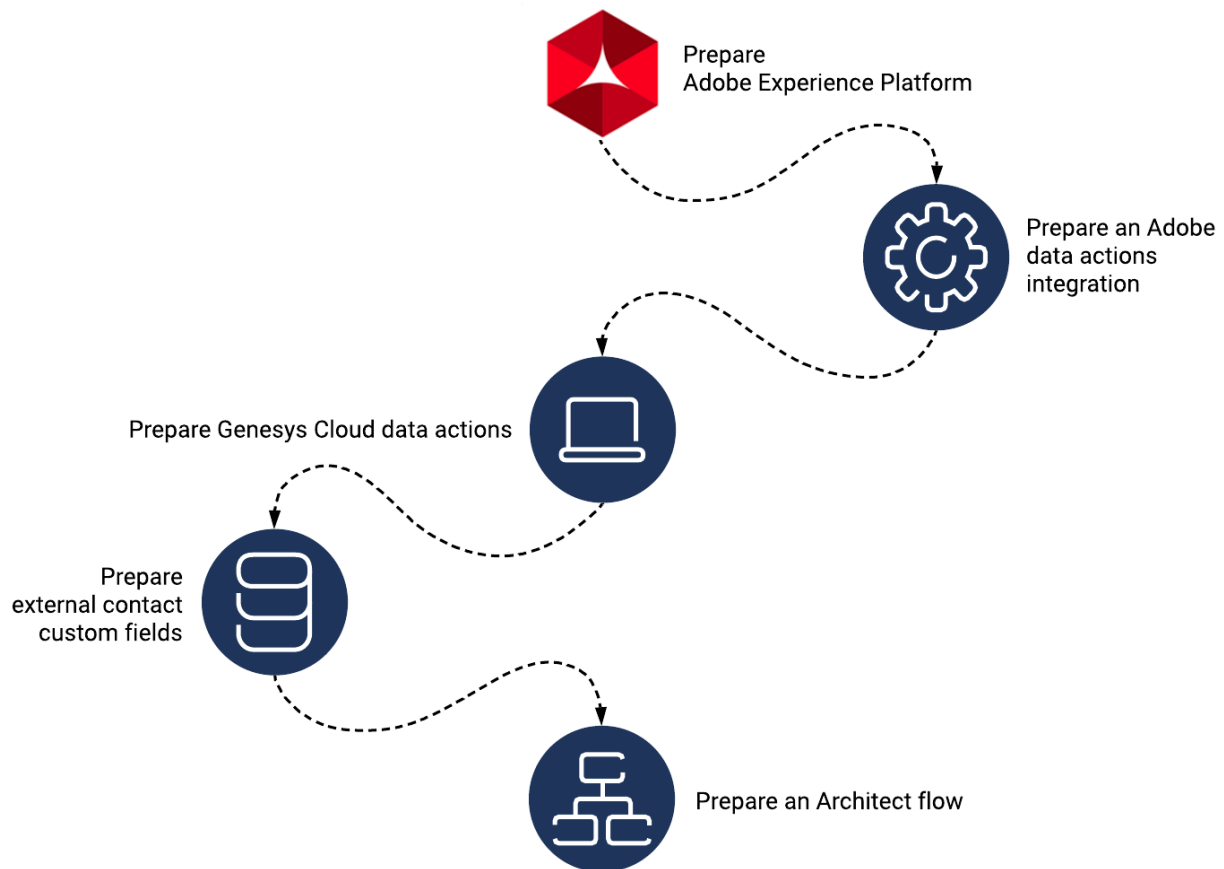 Prepare
Adobe Experience Platform
Prepare an Adobe
data actions
integration
Prepare Genesys Cloud data actions
Prepare
external contact
custom fields
Prepare an Architect flow